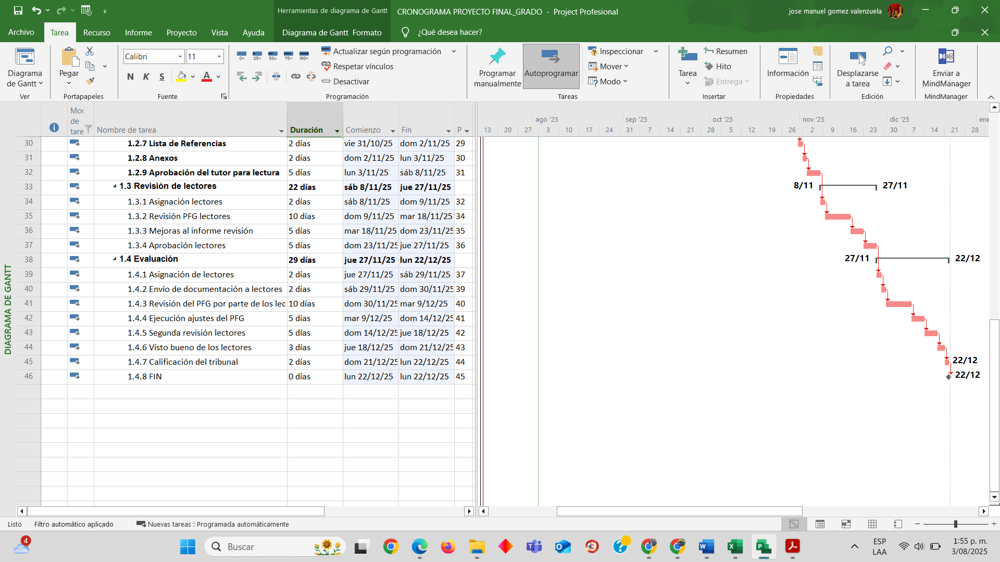 Herramientas de diagrama de Gantt
CRONOGRAMA PROYECTO FINAL_GRADO - Project Profesional
jose manuel gomez valenzuela
Archivo Tarea Recurso Informe Proyecto Vista Ayuda Diagrama de Gantt Formato ¿Qué desea hacer?
Diagrama de Gantt
Ver
Pegar
Portapapeles
Calibri 11
N K S A
Fuente
0% 25% 50% 75% 100%
Actualizar según programación
Respetar vínculos
Desactivar
Programación
Programar manualmente
Autoprogramar
Inspeccionar
Mover
Modo
Tareas
Tarea
Resumen
Hito
Entrega
Insertar
Información
Propiedades
Desplazarse a tarea
Edición
Enviar a MindManager
MindManager
DIAGRAMA DE GANTT
Moc de tare Nombre de tarea Duración Comienzo Fin P
30 1.2.7 Lista de Referencias 2 días vie 31/10/25 dom 2/11/25 29
31 1.2.8 Anexos 2 días dom 2/11/25 lun 3/11/25 30
32 1.2.9 Aprobación del tutor para lectura 5 días lun 3/11/25 sáb 8/11/25 31
33 1.3 Revisión de lectores 22 días sáb 8/11/25 jue 27/11/25
34 1.3.1 Asignación lectores 2 días sáb 8/11/25 dom 9/11/25 32
35 1.3.2 Revisión PFG lectores 10 días dom 9/11/25 mar 18/11/25 34
36 1.3.3 Mejoras al informe revisión 5 días mar 18/11/25 dom 23/11/25 35
37 1.3.4 Aprobación lectores 5 días dom 23/11/25 jue 27/11/25 36
38 1.4 Evaluación 29 días jue 27/11/25 lun 22/12/25
39 1.4.1 Asignación de lectores 2 días jue 27/11/25 sáb 29/11/25 37
40 1.4.2 Envío de documentación a lectores 2 días sáb 29/11/25 dom 30/11/25 39
41 1.4.3 Revisión del PFG por parte de los lec 10 días dom 30/11/25 mar 9/12/25 40
42 1.4.4 Ejecución ajustes del PFG 5 días mar 9/12/25 dom 14/12/25 41
43 1.4.5 Segunda revisión lectores 5 días dom 14/12/25 jue 18/12/25 42
44 1.4.6 Visto bueno de los lectores 3 días jue 18/12/25 dom 21/12/25 43
45 1.4.7 Calificación del tribunal 2 días dom 21/12/25 lun 22/12/25 44
46 1.4.8 FIN 0 días lun 22/12/25 lun 22/12/25 45
ago '25 sep '25 oct '25 nov '25 dic '25 ene
13 20 27 3 10 17 24 31 7 14 21 28 5 12 19 26 2 9 16 23 30 7 14 21 28
8/11 27/11
27/11 22/12
22/12
22/12
Listo Filtro automático aplicado Nuevas tareas : Programada automáticamente
4
Buscar
ESP
LAA
1:55 p. m.
3/08/2025